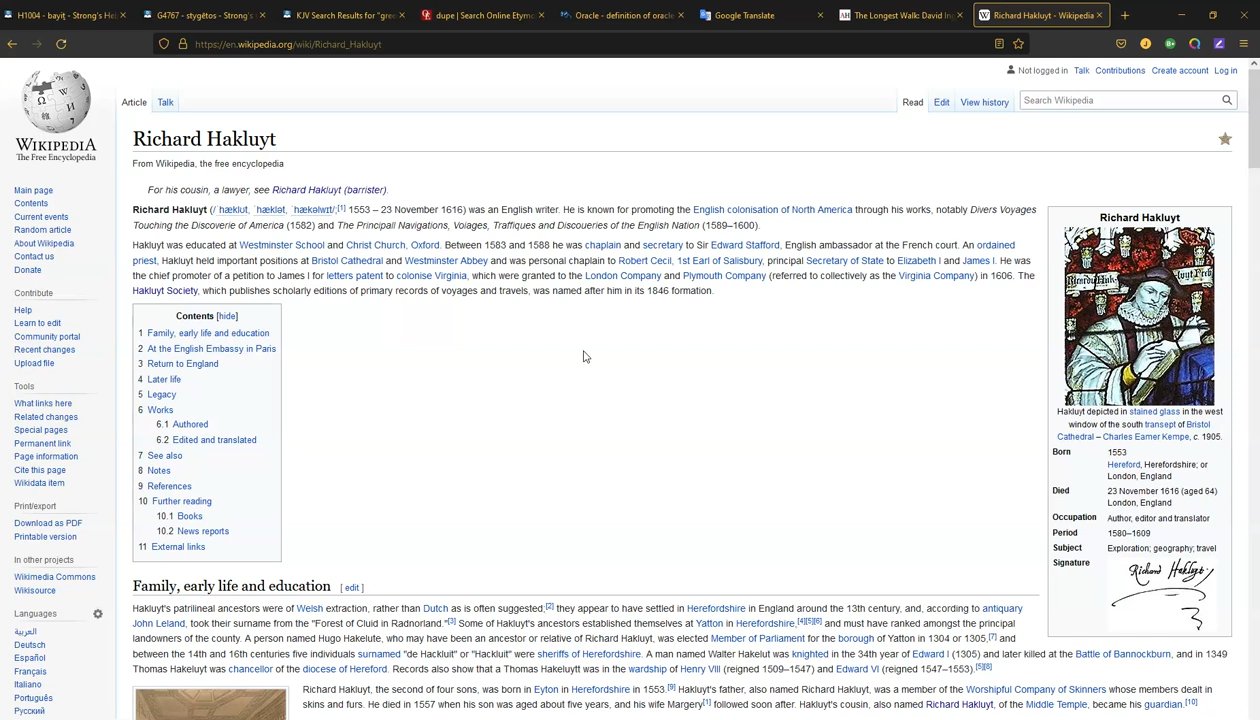 H1004 - bayiṯ - Strong's He
G4767 - stygētos - Strong's
KJV Search Results for "gree
dupe | Search Online Etymo
Oracle - definition of oracle
Google Translate
The Longest Walk: David Ing
Richard Hakluyt - Wikipedia
https://en.wikipedia.org/wiki/Richard_Hakluyt
Not logged in Talk Contributions Create account Log in
Article Talk
Read Edit View history
Search Wikipedia
WIKIPEDIA
The Free Encyclopedia
Main page
Contents
Current events
Random article
About Wikipedia
Contact us
Donate
Contribute
Help
Learn to edit
Community portal
Recent changes
Upload file
Tools
What links here
Related changes
Special pages
Permanent link
Page information
Cite this page
Wikidata item
Print/export
Download as PDF
Printable version
In other projects
Wikimedia Commons
Wikisource
Languages
العربية
Deutsch
Español
Français
Italiano
Português
Русский
Richard Hakluyt
From Wikipedia, the free encyclopedia
For his cousin, a lawyer, see Richard Hakluyt (barrister).
Richard Hakluyt (/ˈhæklʊt, ˈhæklət, ˈhækəlwɪt/;[1] 1553 – 23 November 1616) was an English writer. He is known for promoting the English colonisation of North America through his works, notably Divers Voyages
Touching the Discoverie of America (1582) and The Principal Navigations, Voiages, Traffiques and Discoueries of the English Nation (1589–1600).
Hakluyt was educated at Westminster School and Christ Church, Oxford. Between 1583 and 1588 he was chaplain and secretary to Sir Edward Stafford, English ambassador at the French court. An ordained
priest, Hakluyt held important positions at Bristol Cathedral and Westminster Abbey and was personal chaplain to Robert Cecil, 1st Earl of Salisbury, principal Secretary of State to Elizabeth I and James I. He was
the chief promoter of a petition to James I for letters patent to colonise Virginia, which were granted to the London Company and Plymouth Company (referred to collectively as the Virginia Company) in 1606. The
Hakluyt Society, which publishes scholarly editions of primary records of voyages and travels, was named after him in its 1846 formation.
Contents [hide]
1 Family, early life and education
2 At the English Embassy in Paris
3 Return to England
4 Later life
5 Legacy
6 Works
6.1 Authored
6.2 Edited and translated
7 See also
8 Notes
9 References
10 Further reading
10.1 Books
10.2 News reports
11 External links
Richard Hakluyt
Hakluyt depicted in stained glass in the west
window of the south transept of Bristol
Cathedral – Charles Eamer Kempe, c. 1905.
Born 1553
Hereford, Herefordshire; or
London, England
Died 23 November 1616 (aged 64)
London, England
Occupation Author, editor and translator
Period 1580–1609
Subject Exploration; geography; travel
Signature
Richard Hakluyt
Family, early life and education [ edit ]
Hakluyt's patrilineal ancestors were of Welsh extraction, rather than Dutch as is often suggested;[2] they appear to have settled in Herefordshire in England around the 13th century, and, according to antiquary
John Leland, took their surname from the "Forest of Cluid in Radnorland."[3] Some of Hakluyt's ancestors established themselves at Yatton in Herefordshire,[4][5][6] and must have ranked amongst the principal
landowners of the county. A person named Hugo Hakelute, who may have been an ancestor or relative of Richard Hakluyt, was elected Member of Parliament for the borough of Yatton in 1304 or 1305,[7] and
between the 14th and 16th centuries five individuals surnamed "de Hackluit" or "Hackluit" were sheriffs of Herefordshire. A man named Walter Hakelut was knighted in the 34th year of Edward I (1305) and later killed at the Battle of Bannockburn, and in 1349
Thomas Hakeluyt was chancellor of the diocese of Hereford. Records also show that a Thomas Hakeluytt was in the wardship of Henry VIII (reigned 1509–1547) and Edward VI (reigned 1547–1553).[5][8]
Richard Hakluyt, the second of four sons, was born in Eyton in Herefordshire in 1553.[9] Hakluyt's father, also named Richard Hakluyt, was a member of the Worshipful Company of Skinners whose members dealt in
skins and furs. He died in 1557 when his son was aged about five years, and his wife Margery[1] followed soon after. Hakluyt's cousin, also named Richard Hakluyt, of the Middle Temple, became his guardian.[10]